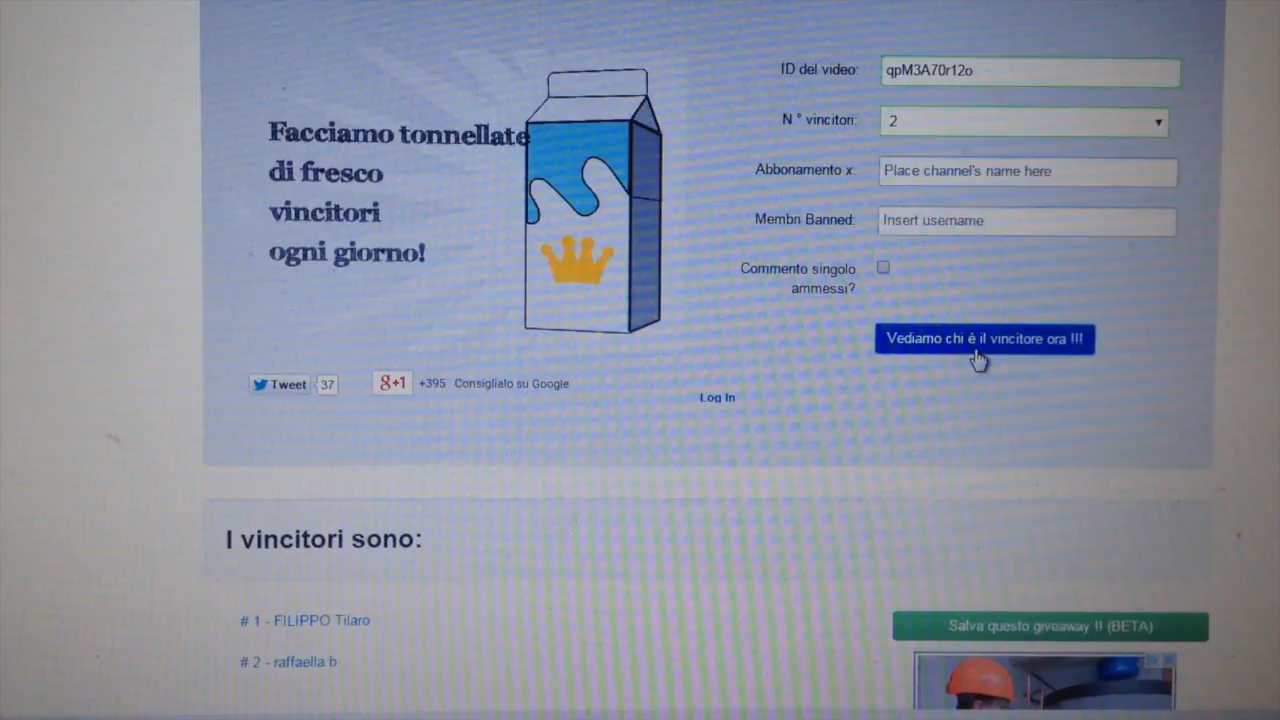 Facciamo tonnellate
di fresco
vincitori
ogni giorno!
ID del video:
qpM3A70r12o
N ° vincitori:
2
Abbonamento x:
Place channel's name here
Membri Banned:
Insert username
Commento singolo
ammessi?
Vediamo chi è il vincitore ora !!!
Tweet
37
g+1
+395 Consiglialo su Google
Log In
I vincitori sono:
# 1 - FILIPPO Tilaro
# 2 - raffaella b
Salva questo giveaway !! (BETA)